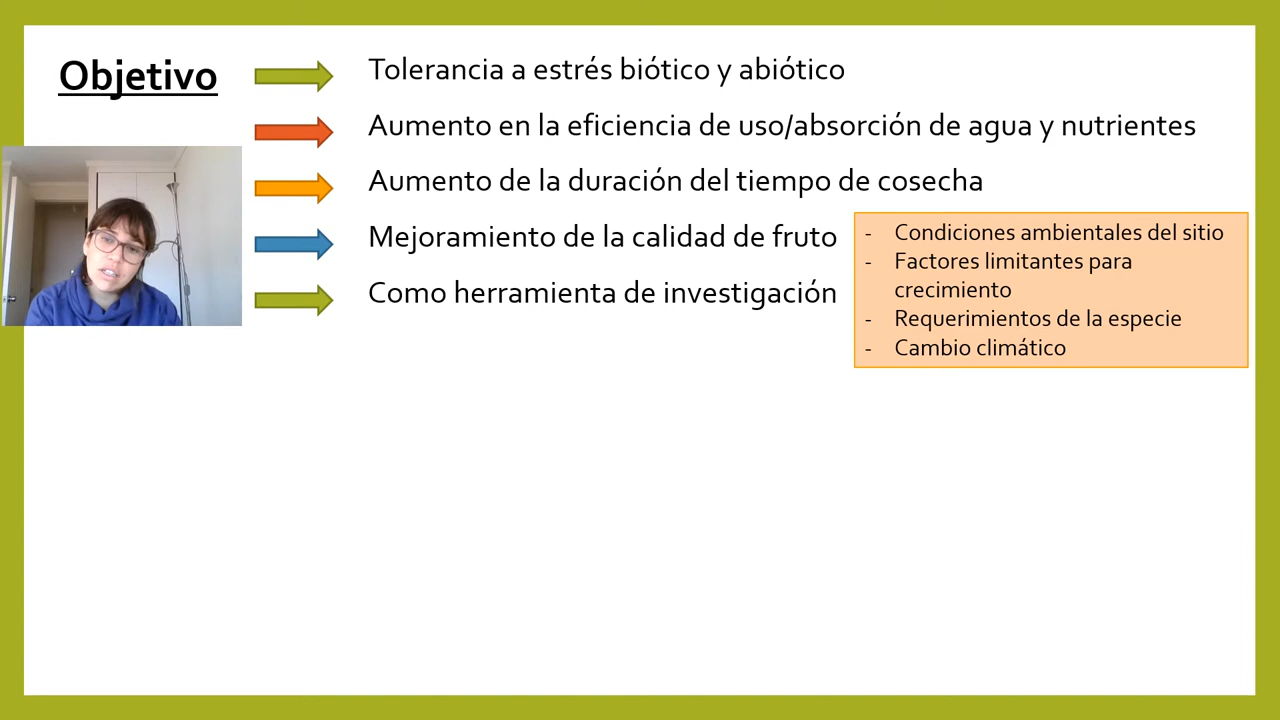 Objetivo
Tolerancia a estrés biótico y abiótico
Aumento en la eficiencia de uso/absorción de agua y nutrientes
Aumento de la duración del tiempo de cosecha
Mejoramiento de la calidad de fruto
Como herramienta de investigación
- Condiciones ambientales del sitio
- Factores limitantes para
crecimiento
- Requerimientos de la especie
- Cambio climático